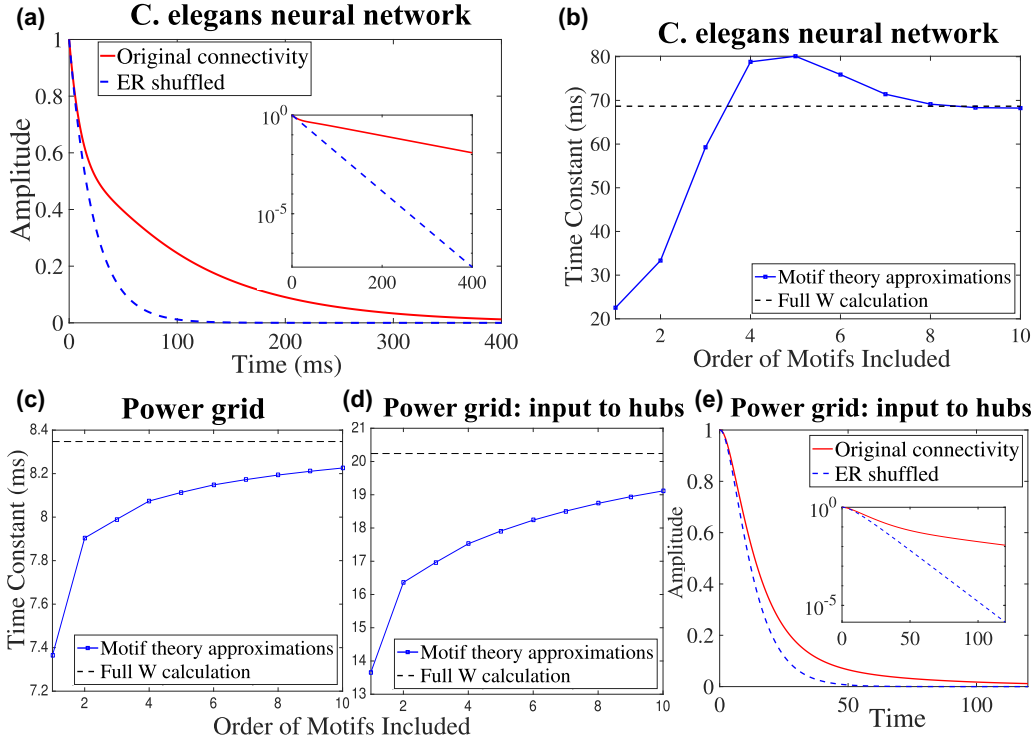 (a)
C. elegans neural network
Amplitude
1
0.8
0.6
0.4
0.2
0
Original connectivity
ER shuffled
10^0
10^-5
0
200
400
0
100
200
300
400
Time (ms)
(b)
C. elegans neural network
Time Constant (ms)
80
70
60
50
40
30
20
Motif theory approximations
Full W calculation
2
4
6
8
10
Order of Motifs Included
(c)
Power grid
Time Constant (ms)
8.4
8.2
8
7.8
7.6
7.4
7.2
Motif theory approximations
Full W calculation
2
4
6
8
10
Order of Motifs Included
(d)
Power grid: input to hubs
21
20
19
18
17
16
15
14
13
Motif theory approximations
Full W calculation
2
4
6
8
10
(e)
Power grid: input to hubs
Amplitude
1
0.8
0.6
0.4
0.2
0
Original connectivity
ER shuffled
10^0
10^-5
0
50
100
0
50
100
Time